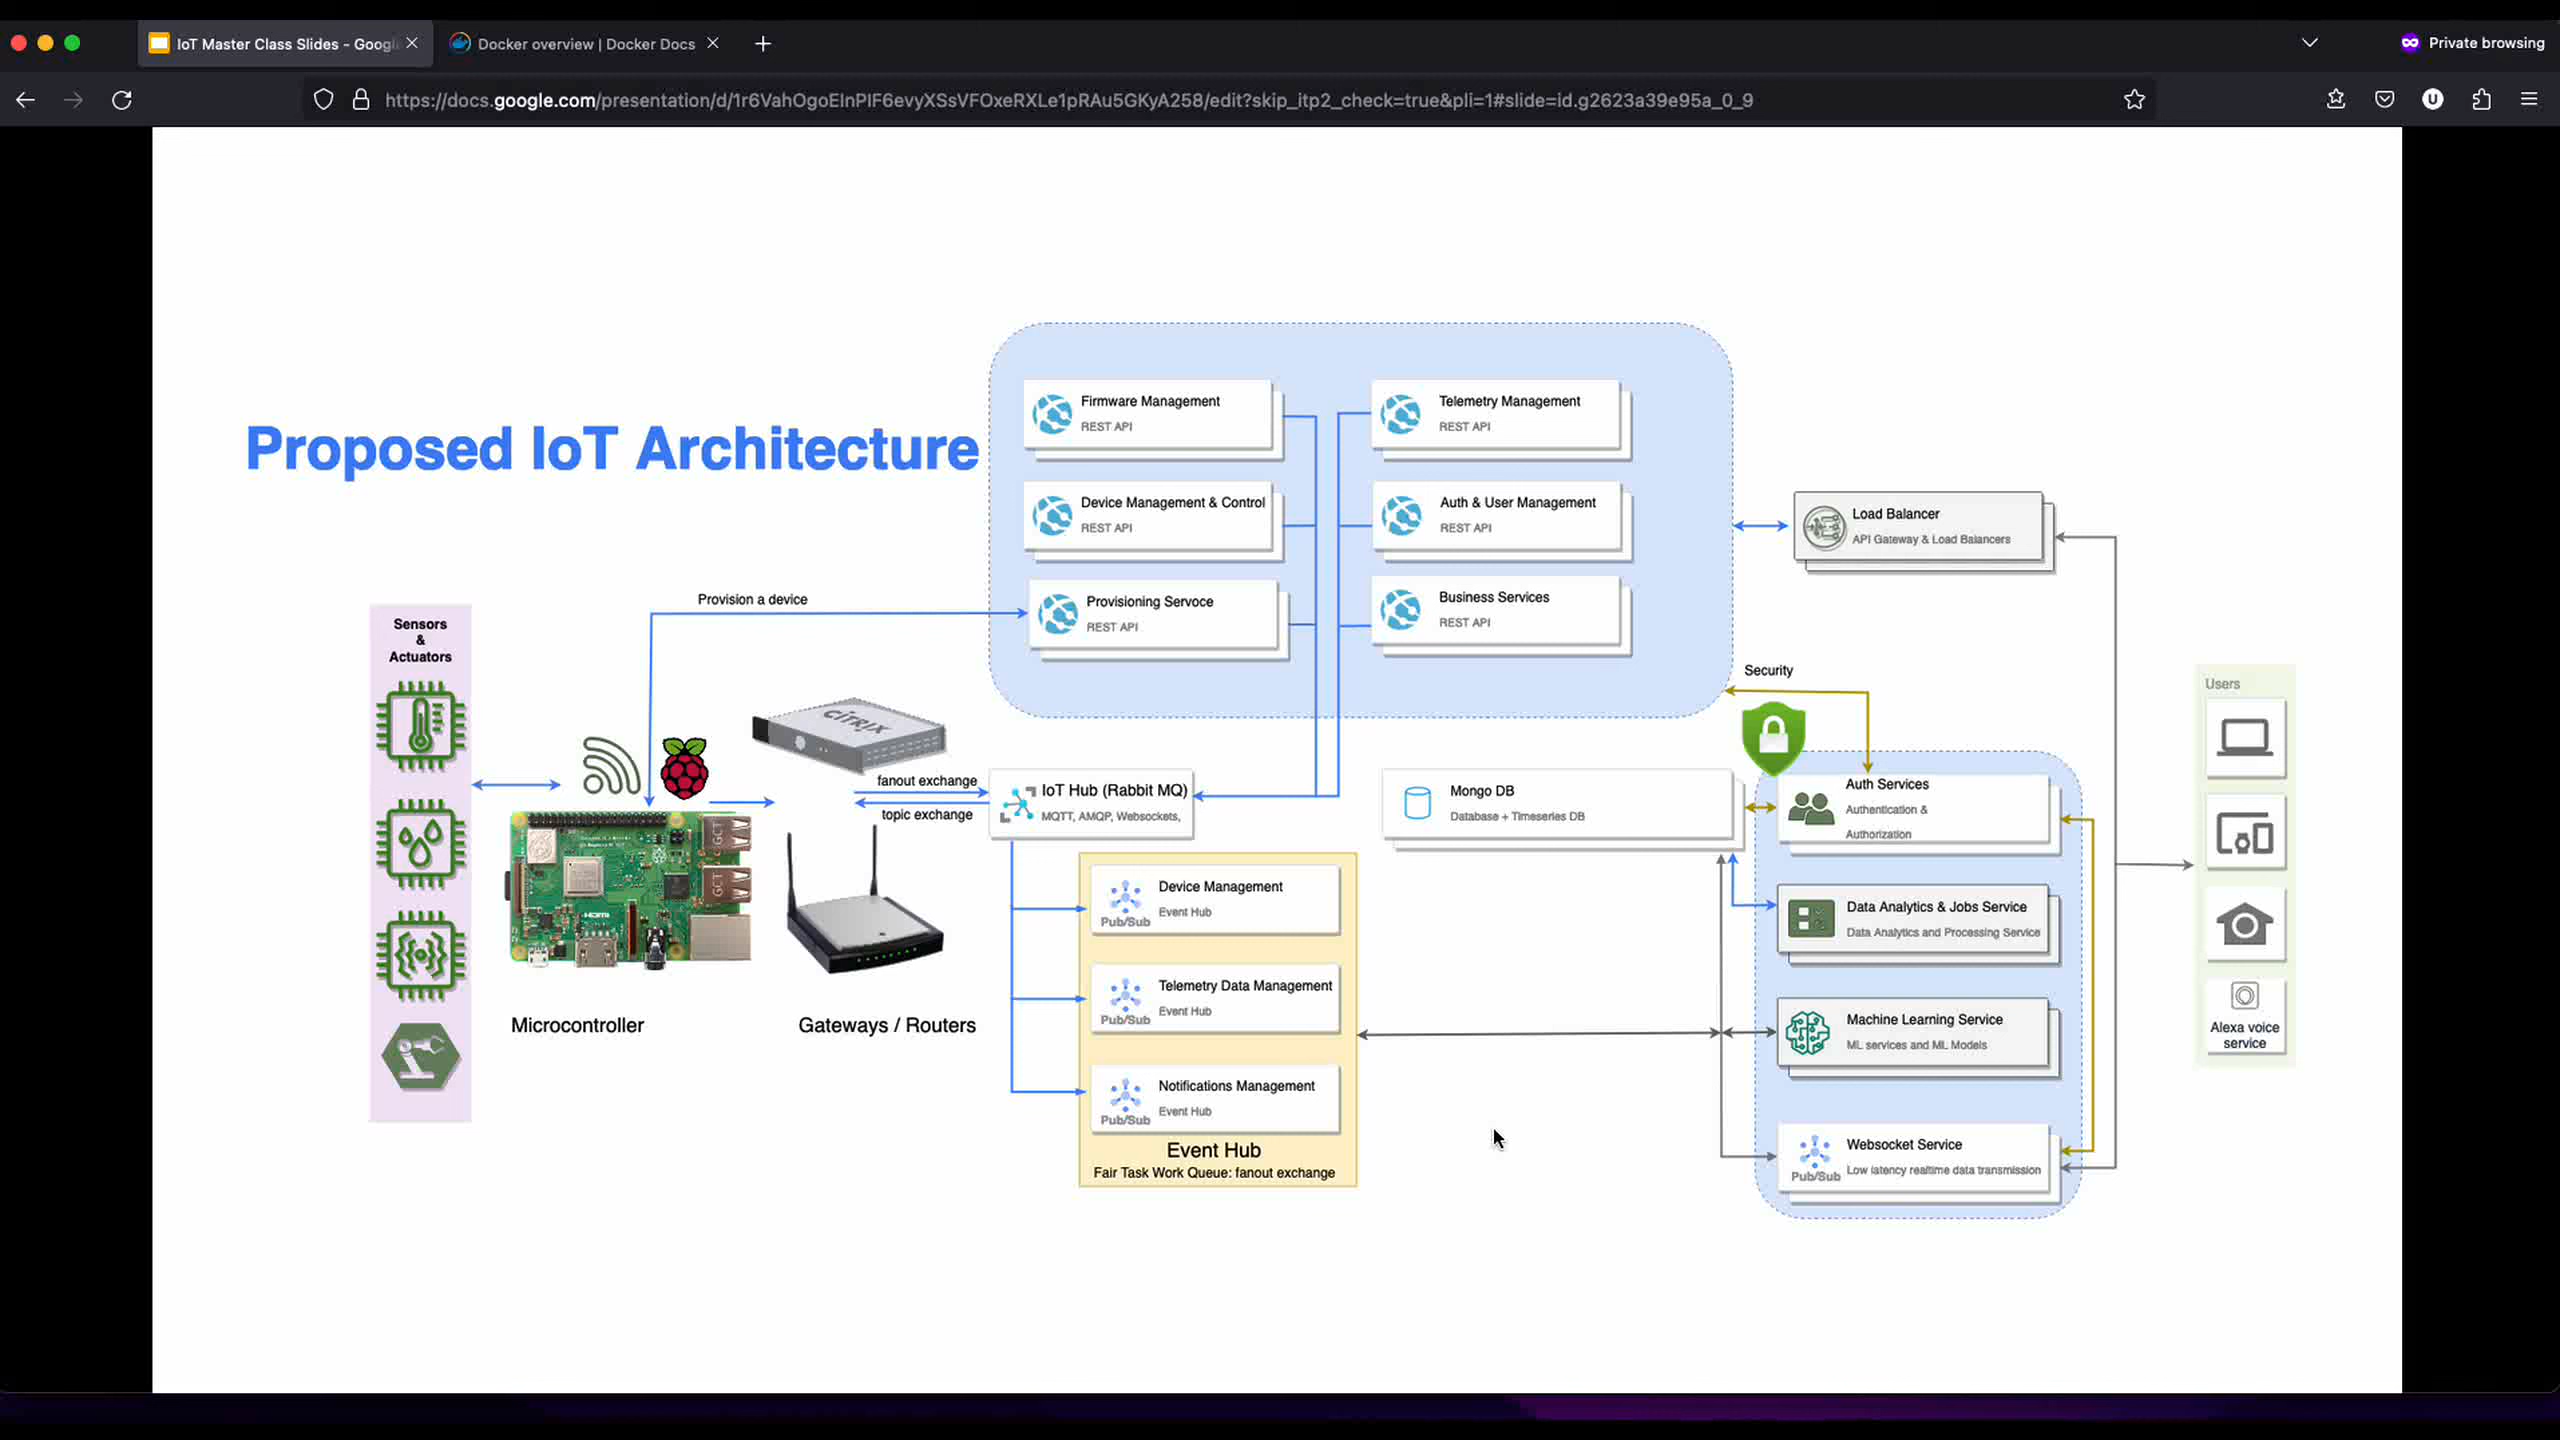 IoT Master Class Slides - Googl
Docker overview | Docker Docs
Private browsing
https://docs.google.com/presentation/d/1r6VahOgoEInPIF6evyXSsVFOxeRXLe1pRAu5GKyA258/edit?skip_itp2_check=true&pli=1#slide=id.g2623a39e95a_0_9
U
Proposed IoT Architecture
Firmware Management
REST API
Telemetry Management
REST API
Device Management & Control
REST API
Auth & User Management
REST API
Provisioning Servoce
REST API
Business Services
REST API
Load Balancer
API Gateway & Load Balancers
Provision a device
Security
Sensors
&
Actuators
CITRIX
fanout exchange
topic exchange
IoT Hub (Rabbit MQ)
MQTT, AMQP, Websockets,
Mongo DB
Database + Timeseries DB
Auth Services
Authentication &
Authorization
Users
GCT
GCT
HDMI
Microcontroller
Gateways / Routers
Device Management
Event Hub
Pub/Sub
Telemetry Data Management
Event Hub
Pub/Sub
Notifications Management
Event Hub
Pub/Sub
Event Hub
Fair Task Work Queue: fanout exchange
Data Analytics & Jobs Service
Data Analytics and Processing Service
Machine Learning Service
ML services and ML Models
Websocket Service
Low latency realtime data transmission
Pub/Sub
Alexa voice
service